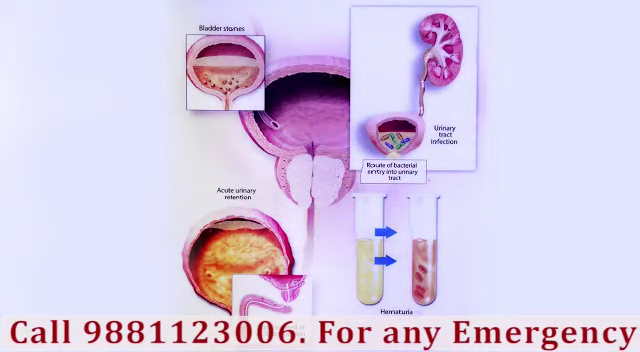 Bladder stones
Urinary
tract
infection
Route of bacterial
entry into urinary
tract
Acute urinary
retention
Hematuria
Call 9881123006. For any Emergency